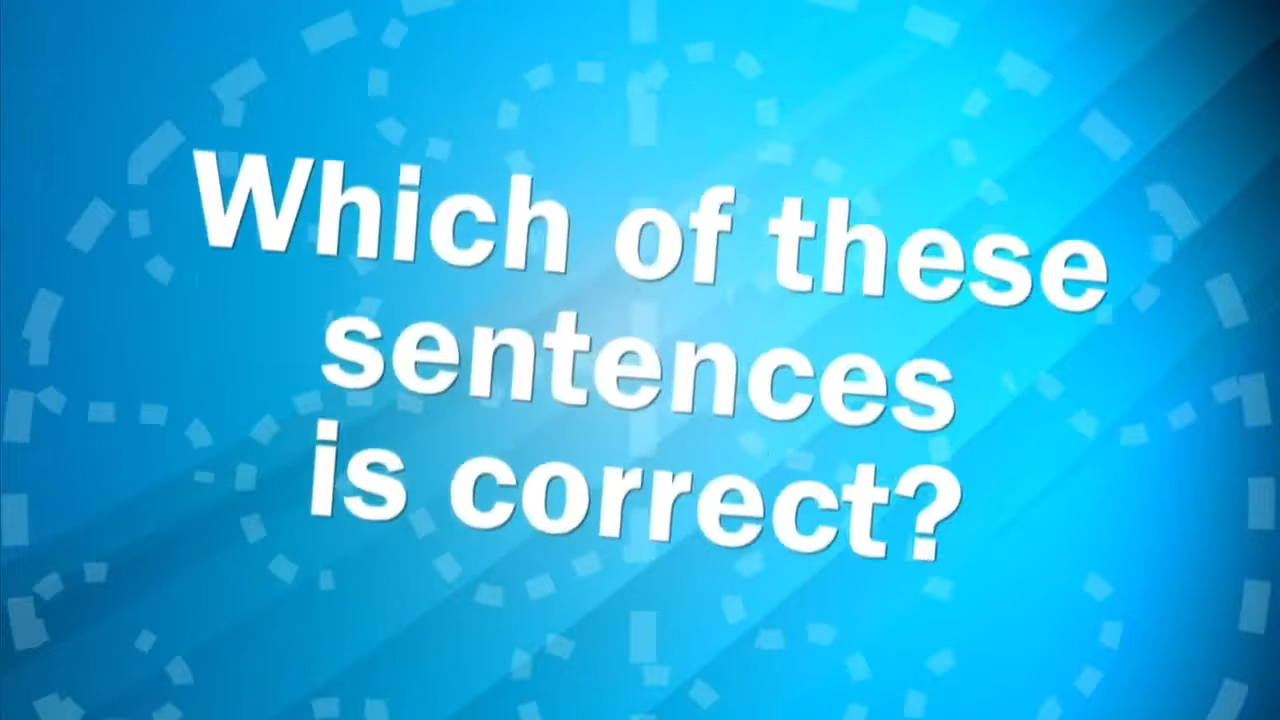 Which of these
sentences
is correct?